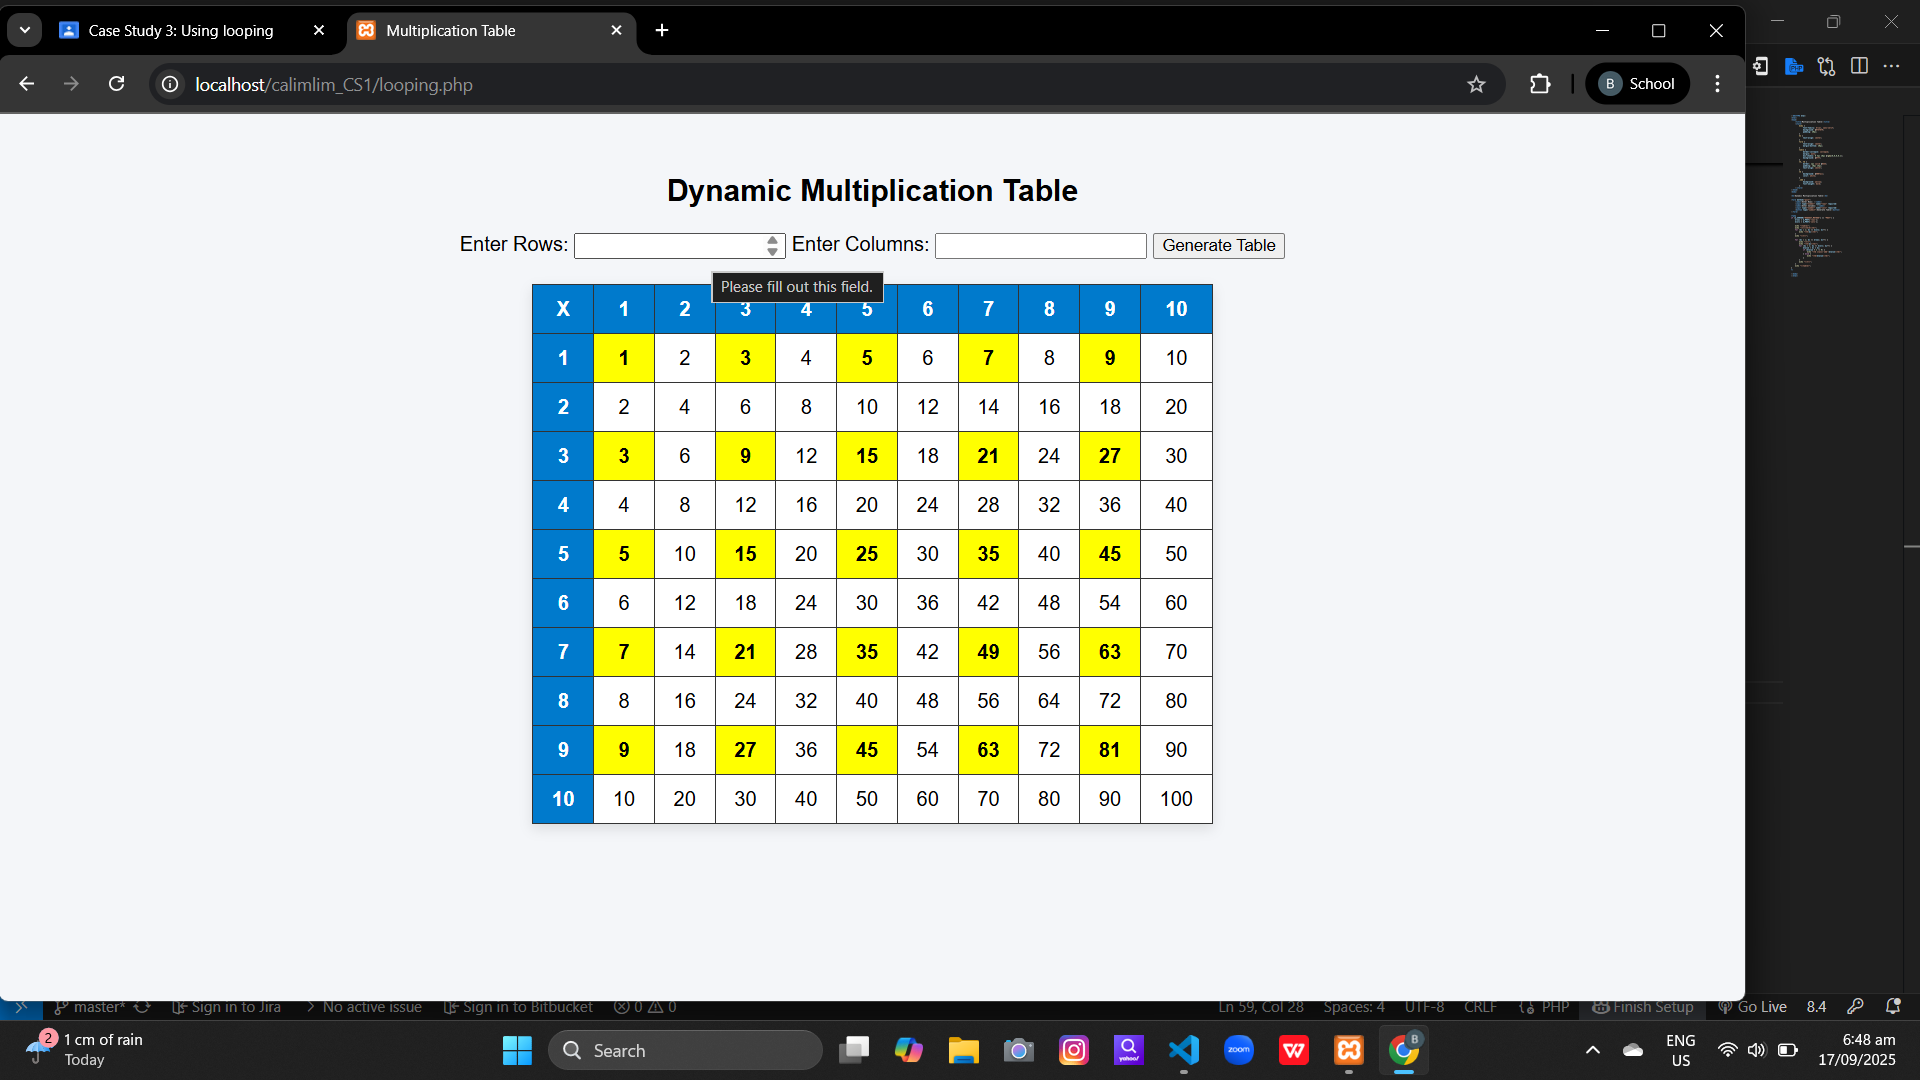 Case Study 3: Using looping
Multiplication Table
localhost/calimlim_CS1/looping.php
B School
Dynamic Multiplication Table
Enter Rows: Enter Columns: Generate Table
Please fill out this field.
X 1 2 3 4 5 6 7 8 9 10
1 1 2 3 4 5 6 7 8 9 10
2 2 4 6 8 10 12 14 16 18 20
3 3 6 9 12 15 18 21 24 27 30
4 4 8 12 16 20 24 28 32 36 40
5 5 10 15 20 25 30 35 40 45 50
6 6 12 18 24 30 36 42 48 54 60
7 7 14 21 28 35 42 49 56 63 70
8 8 16 24 32 40 48 56 64 72 80
9 9 18 27 36 45 54 63 72 81 90
10 10 20 30 40 50 60 70 80 90 100
master* Sign in to Jira No active issue Sign in to Bitbucket 0 0 Ln 59, Col 28 Spaces: 4 UTF-8 CRLF PHP Finish Setup Go Live 8.4
2 1 cm of rain
Today
Search
yahoo!
zoom
W
B
ENG
US
6:48 am
17/09/2025